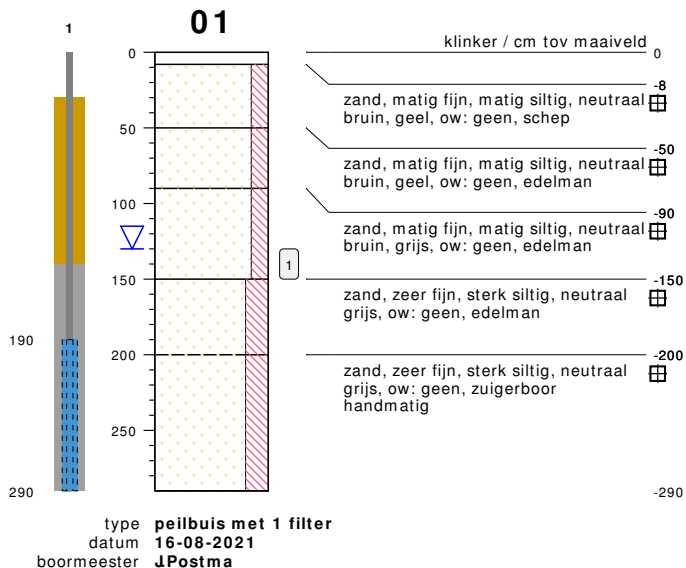 1
01
klinker / cm tov maaiveld
0
0
-8
zand, matig fijn, matig siltig, neutraal
bruin, geel, ow: geen, schep
50
-50
zand, matig fijn, matig siltig, neutraal
bruin, geel, ow: geen, edelman
-90
100
zand, matig fijn, matig siltig, neutraal
bruin, grijs, ow: geen, edelman
1
150
-150
zand, zeer fijn, sterk siltig, neutraal
grijs, ow: geen, edelman
190
200
-200
zand, zeer fijn, sterk siltig, neutraal
grijs, ow: geen, zuigerboor
handmatig
250
290
-290
type peilbuis met 1 filter
datum 16-08-2021
boormeester J.Postma